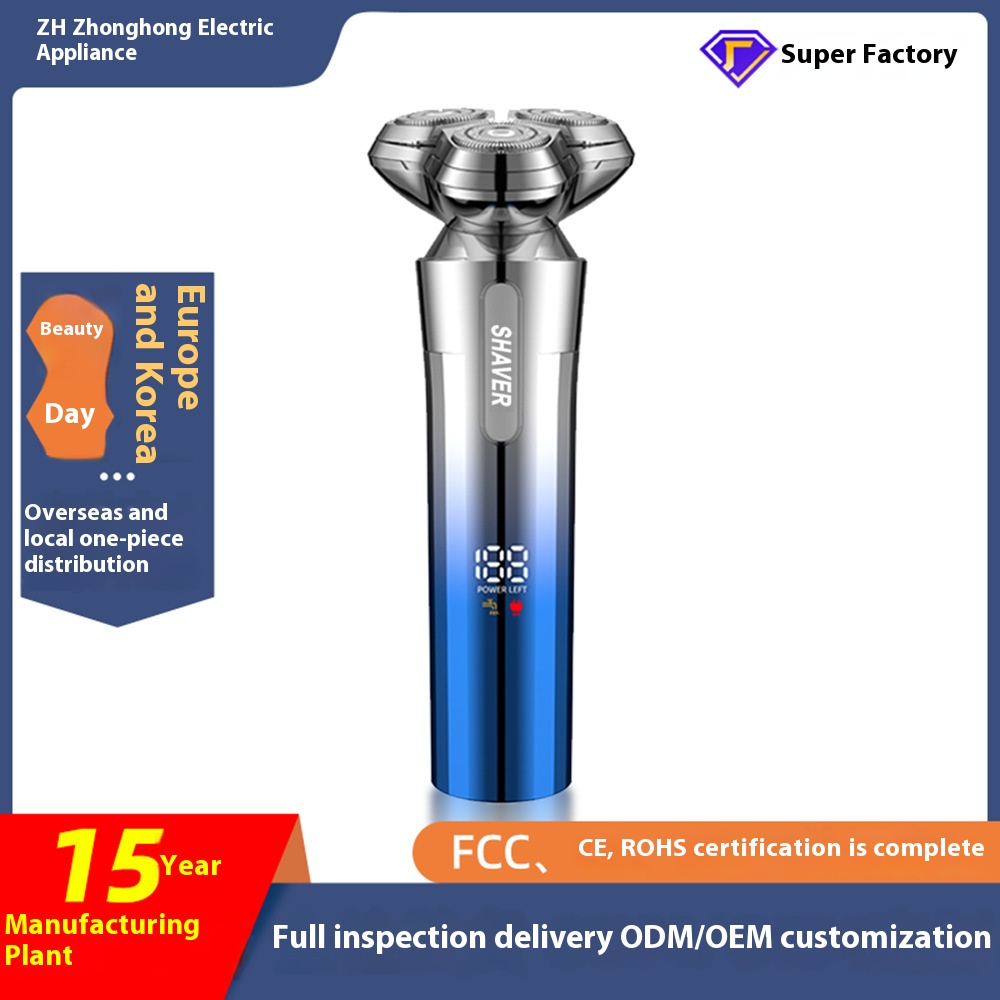 ZH Zhonghong Electric
Appliance
Super Factory
Europe
and Korea
Beauty
Day
Overseas and
local one-piece
distribution
SHAVER
188
POWER LEFT
15 Year
Manufacturing
Plant
FCC、 CE, ROHS certification is complete
Full inspection delivery ODM/OEM customization